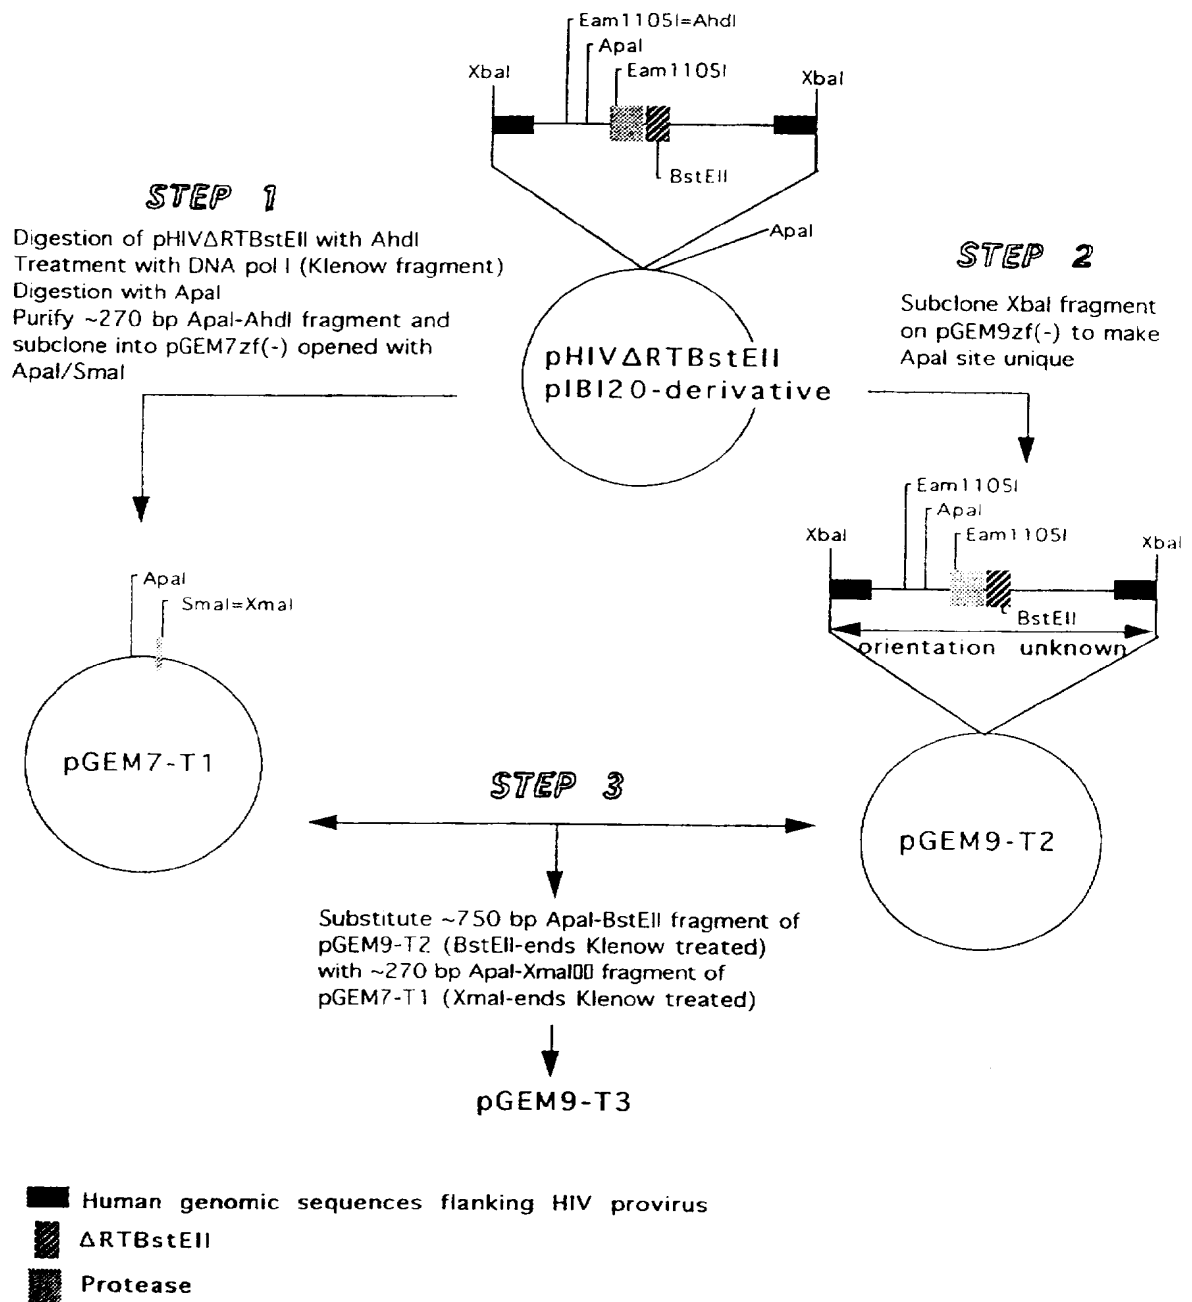 Eam1105I=AhdI
ApaI
Eam1105I
XbaI
XbaI
BstEII
ApaI
STEP 1
Digestion of pHIVΔRTBstEII with AhdI
Treatment with DNA pol I (Klenow fragment)
Digestion with ApaI
Purify ~270 bp ApaI-AhdI fragment and
subclone into pGEM7zf(-) opened with
ApaI/SmaI
STEP 2
Subclone XbaI fragment
on pGEM9zf(-) to make
ApaI site unique
pHIVΔRTBstEII
pIBI20-derivative
Eam1105I
ApaI
Eam1105I
XbaI
XbaI
BstEII
orientation unknown
ApaI
SmaI=XmaI
pGEM7-T1
pGEM9-T2
STEP 3
Substitute ~750 bp ApaI-BstEII fragment of
pGEM9-T2 (BstEII-ends Klenow treated)
with ~270 bp ApaI-XmaI▯▯ fragment of
pGEM7-T1 (XmaI-ends Klenow treated)
pGEM9-T3
Human genomic sequences flanking HIV provirus
ΔRTBstEII
Protease